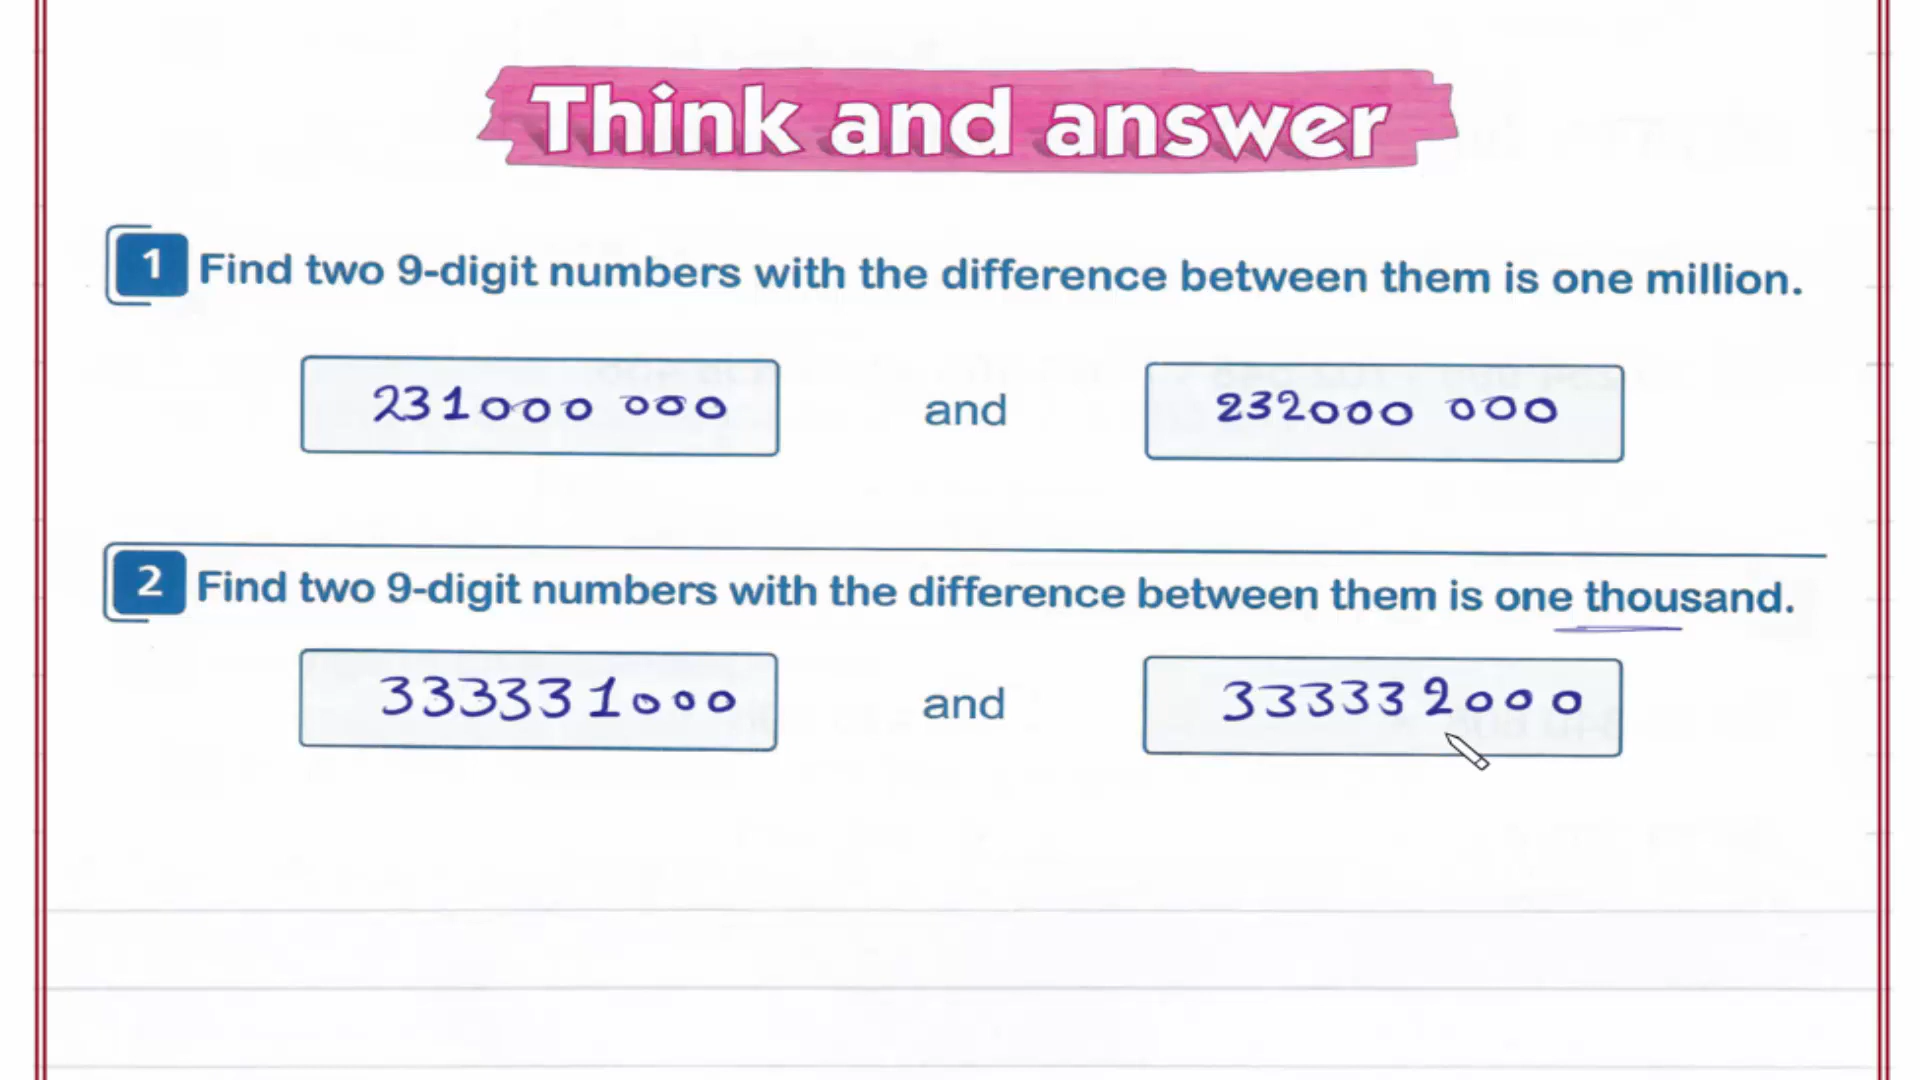 Think and answer
1 Find two 9-digit numbers with the difference between them is one million.
231000 000 and 232000 000
2 Find two 9-digit numbers with the difference between them is one thousand.
333331000 and 333332000